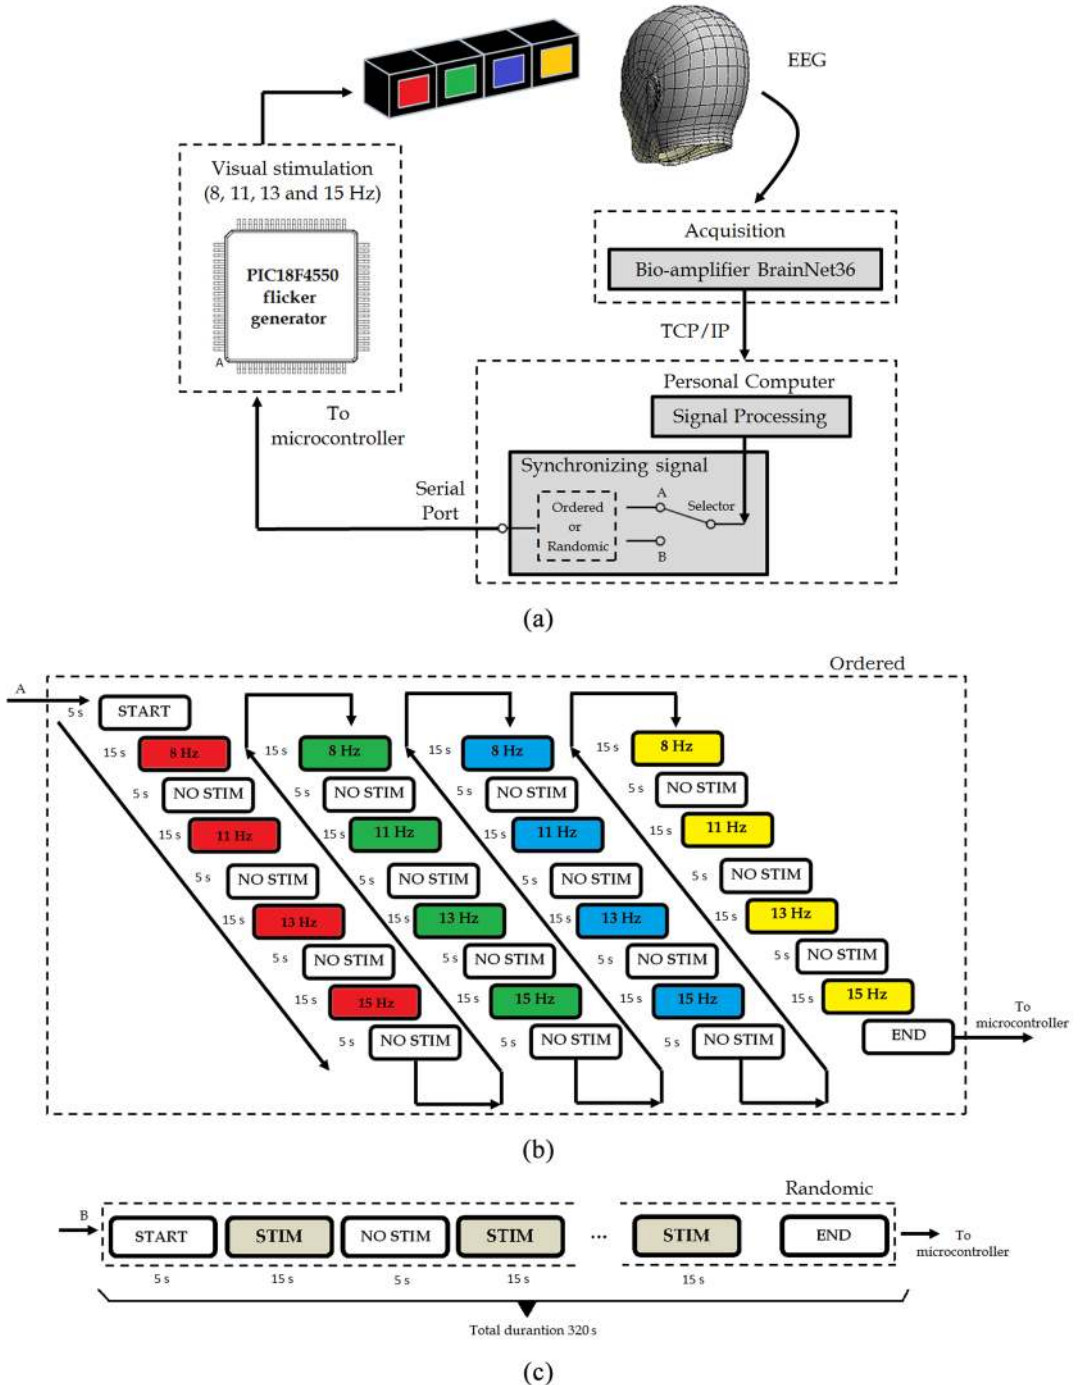 EEG
Visual stimulation
(8, 11, 13 and 15 Hz)
PIC18F4550
flicker
generator
A
Acquisition
Bio-amplifier BrainNet36
TCP/IP
Personal Computer
Signal Processing
To
microcontroller
Synchronizing signal
Serial
Port
Ordered
or
Randomic
A
Selector
B
(a)
Ordered
A
5 s
START
15 s
8 Hz
5 s
NO STIM
15 s
11 Hz
5 s
NO STIM
15 s
13 Hz
5 s
NO STIM
15 s
15 Hz
5 s
NO STIM
15 s
8 Hz
5 s
NO STIM
15 s
11 Hz
5 s
NO STIM
15 s
13 Hz
5 s
NO STIM
15 s
15 Hz
5 s
NO STIM
15 s
8 Hz
5 s
NO STIM
15 s
11 Hz
5 s
NO STIM
15 s
13 Hz
5 s
NO STIM
15 s
15 Hz
5 s
NO STIM
15 s
8 Hz
5 s
NO STIM
15 s
11 Hz
5 s
NO STIM
15 s
13 Hz
5 s
NO STIM
15 s
15 Hz
END
To
microcontroller
(b)
Randomic
B
START STIM NO STIM STIM ... STIM END
To
microcontroller
5 s 15 s 5 s 15 s 15 s
Total durantion 320 s
(c)